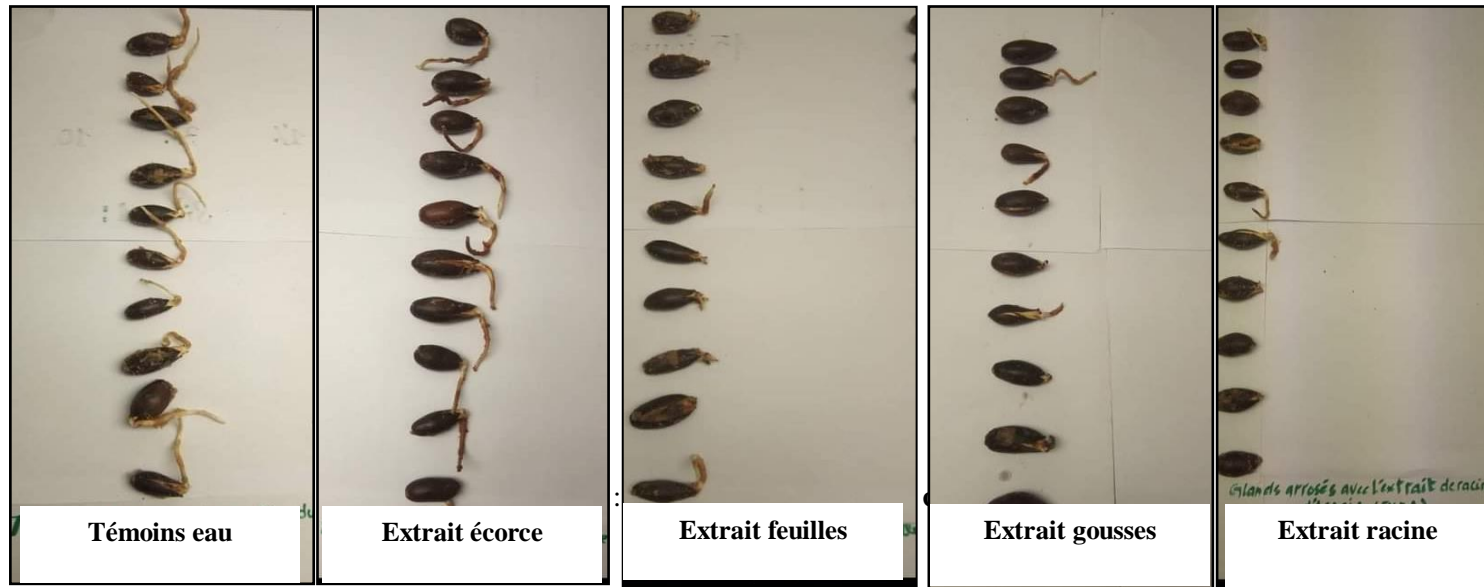 Témoins eau
Extrait écorce
Extrait feuilles
Extrait gousses
Extrait racine
Glands arrosés avec l'extrait de racine